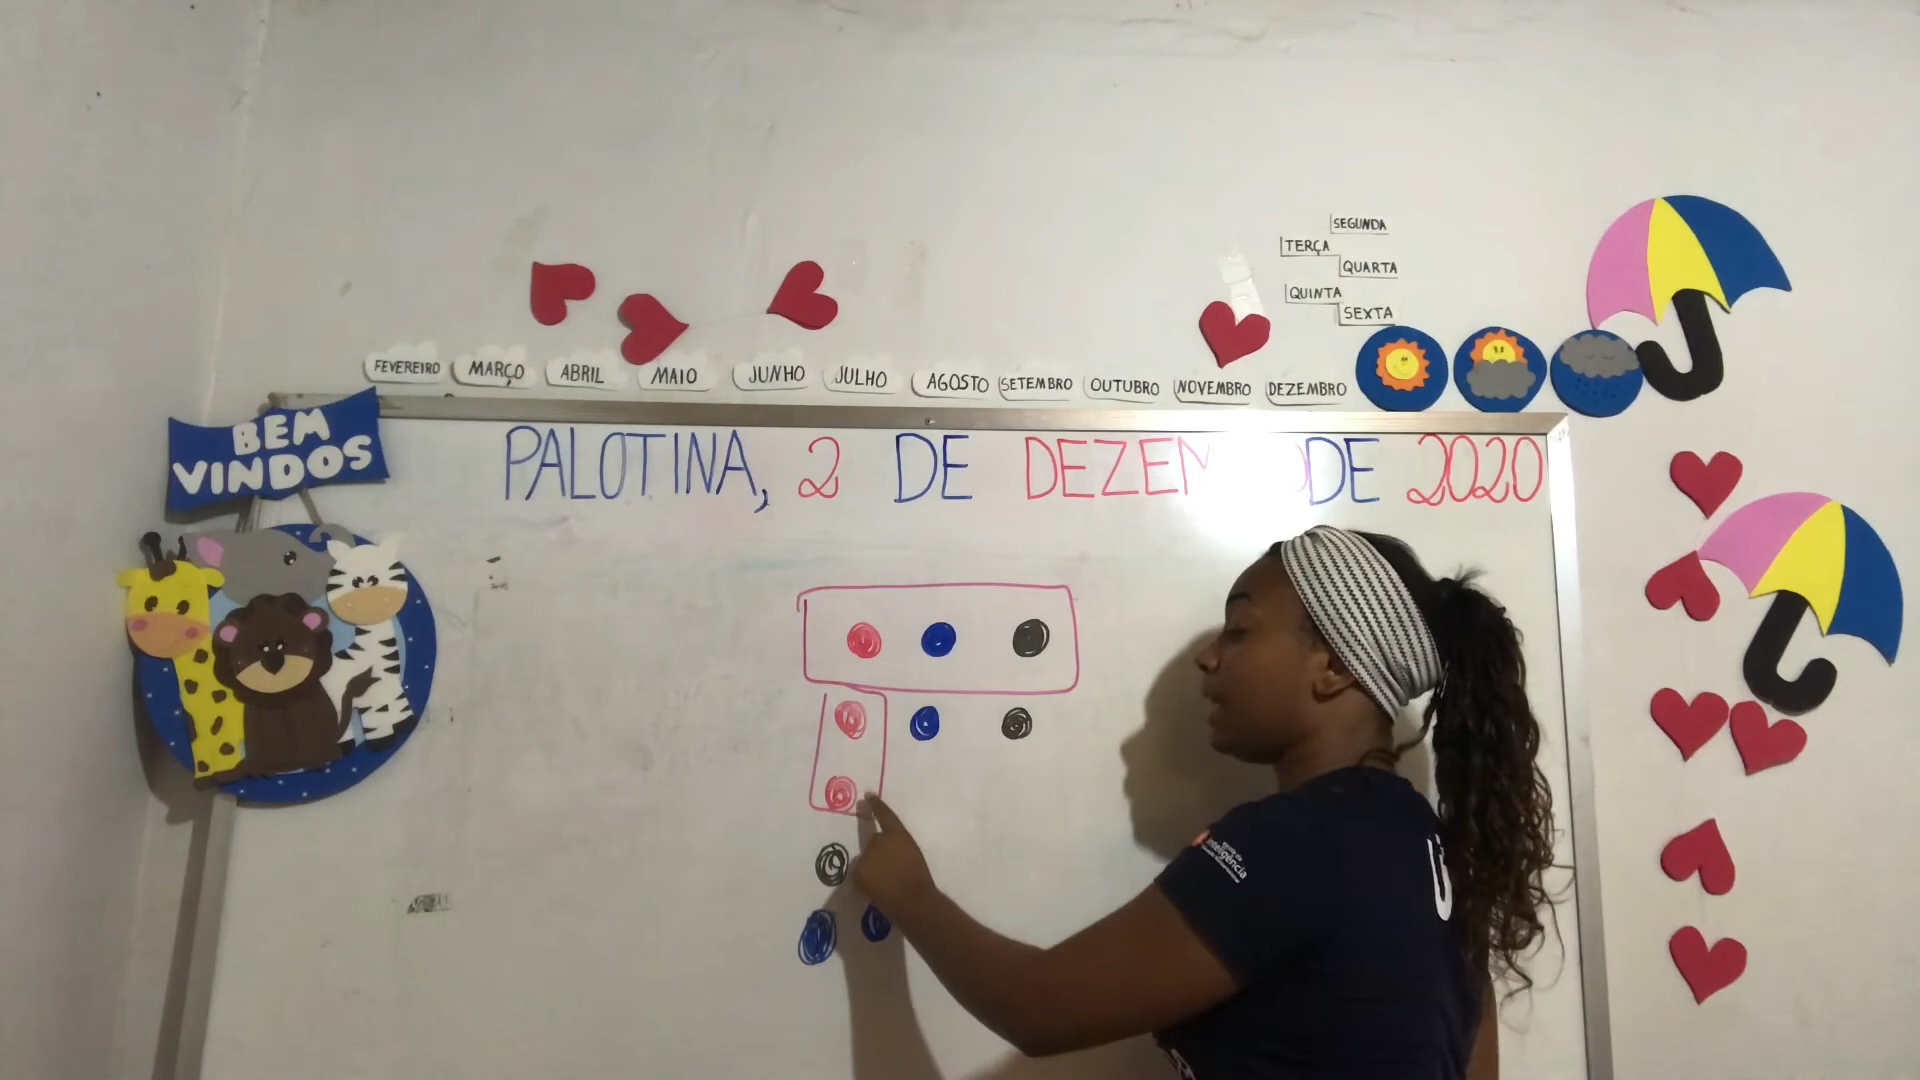 SEGUNDA
TERÇA
QUARTA
QUINTA
SEXTA
FEVEREIRO MARÇO ABRIL MAIO JUNHO JULHO AGOSTO SETEMBRO OUTUBRO NOVEMBRO DEZEMBRO
BEM
VINDOS
PALOTINA, 2 DE DE 2020
inteligência